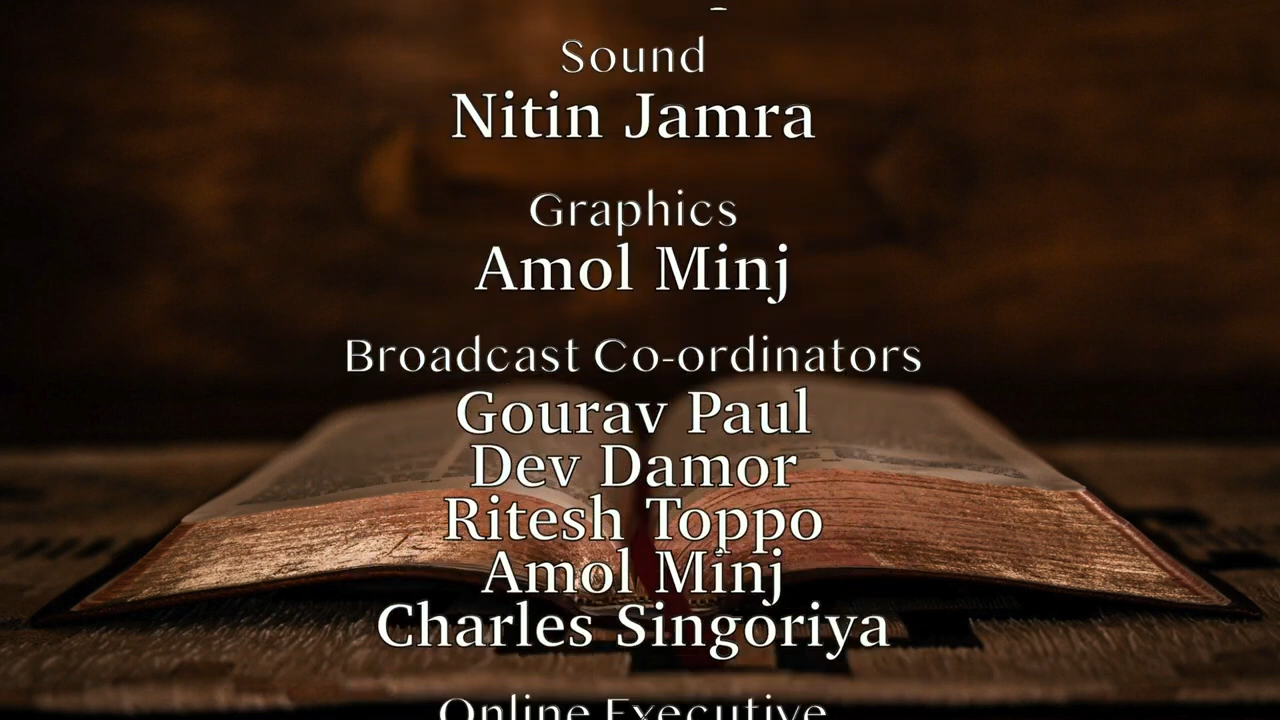 Sound
Nitin Jamra
Graphics
Amol Minj
Broadcast Co-ordinators
Gourav Paul
Dev Damor
Ritesh Toppo
Amol Minj
Charles Singoriya
Online Executive